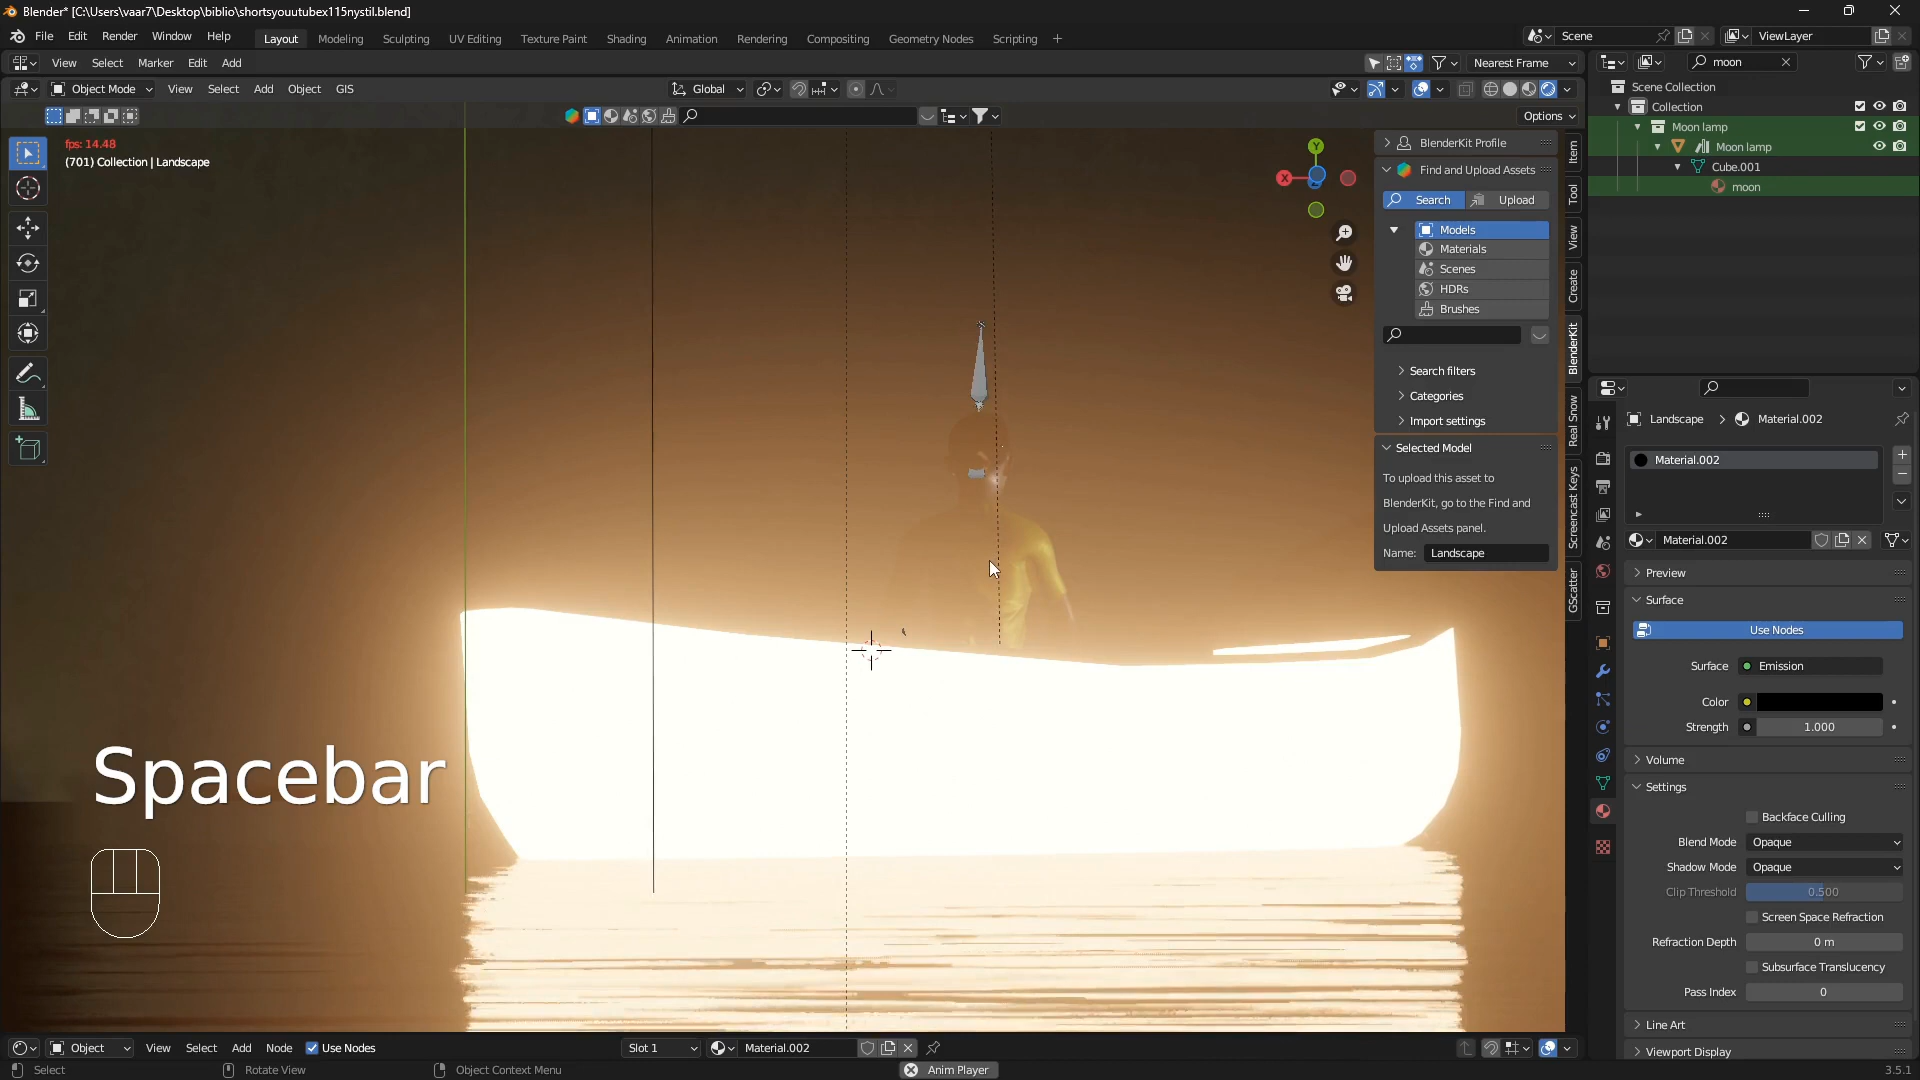 Blender* [C:\Users\vaar7\Desktop\biblio\shortsyouutubex115nystil.blend]
File Edit Render Window Help Layout Modeling Sculpting UV Editing Texture Paint Shading Animation Rendering Compositing Geometry Nodes Scripting + Scene ViewLayer
View Select Marker Edit Add Nearest Frame moon
Object Mode View Select Add Object GIS Global
Options
fps: 14.48
(701) Collection | Landscape
Y
X
BlenderKit Profile
Find and Upload Assets
Search Upload
Models
Materials
Scenes
HDRs
Brushes
Search filters
Categories
Import settings
Selected Model
To upload this asset to
BlenderKit, go to the Find and
Upload Assets panel.
Name: Landscape
Item
Tool
View
Create
BlenderKit
Real Snow
Screencast Keys
GScatter
Scene Collection
Collection
Moon lamp
Moon lamp
Cube.001
moon
Landscape > Material.002
Material.002
Material.002
Preview
Surface
Use Nodes
Surface Emission
Color
Strength 1.000
Volume
Settings
Backface Culling
Blend Mode Opaque
Shadow Mode Opaque
Clip Threshold 0.500
Screen Space Refraction
Refraction Depth 0 m
Subsurface Translucency
Pass Index 0
Line Art
Viewport Display
Spacebar
Object View Select Add Node Use Nodes Slot 1 Material.002
Select Rotate View Object Context Menu Anim Player 3.5.1